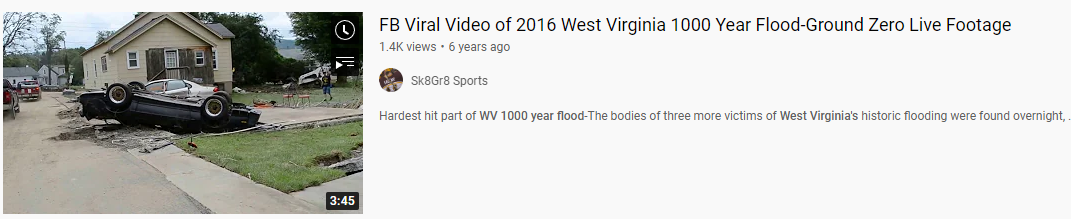 FB Viral Video of 2016 West Virginia 1000 Year Flood-Ground Zero Live Footage
1.4K views • 6 years ago
Sk8Gr8 Sports
Hardest hit part of WV 1000 year flood-The bodies of three more victims of West Virginia's historic flooding were found overnight, ..
3:45